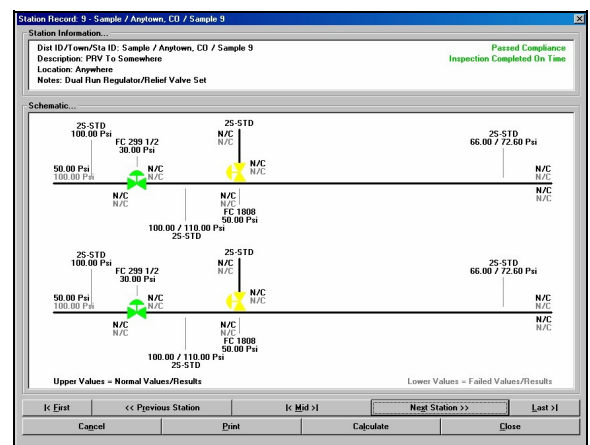 Station Record: 9 - Sample / Anytown, CO / Sample 9
Station Information...
Dist ID/Town/Sta ID: Sample / Anytown, CO / Sample 9
Passed Compliance
Description: PRV To Somewhere
Inspection Completed On Time
Location: Anywhere
Notes: Dual Run Regulator/Relief Valve Set
Schematic...
2S-STD
100.00 Psi
FC 299 1/2
30.00 Psi
2S-STD
N/C
N/C
2S-STD
66.00 / 72.60 Psi
50.00 Psi
100.00 Psi
N/C
N/C
N/C
N/C
N/C
N/C
N/C
N/C
N/C
N/C
N/C
N/C
FC 1808
50.00 Psi
100.00 / 110.00 Psi
2S-STD
2S-STD
100.00 Psi
FC 299 1/2
30.00 Psi
2S-STD
N/C
N/C
2S-STD
66.00 / 72.60 Psi
50.00 Psi
100.00 Psi
N/C
N/C
N/C
N/C
N/C
N/C
N/C
N/C
N/C
N/C
N/C
N/C
FC 1808
50.00 Psi
100.00 / 110.00 Psi
2S-STD
Upper Values = Normal Values/Results
Lower Values = Failed Values/Results
|< First
<< Previous Station
|< Mid >|
Next Station >>
Last >|
Cancel
Print
Calculate
Close